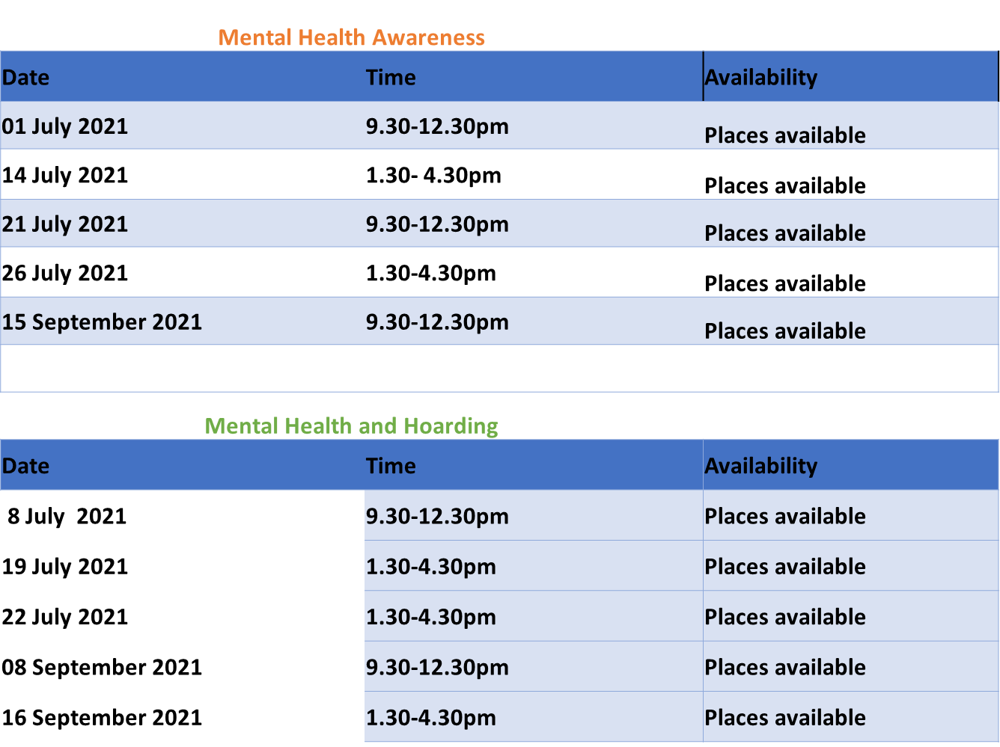 Mental Health Awareness
Date Time Availability
01 July 2021 9.30-12.30pm Places available
14 July 2021 1.30- 4.30pm Places available
21 July 2021 9.30-12.30pm Places available
26 July 2021 1.30-4.30pm Places available
15 September 2021 9.30-12.30pm Places available
Mental Health and Hoarding
Date Time Availability
8 July  2021 9.30-12.30pm Places available
19 July 2021 1.30-4.30pm Places available
22 July 2021 1.30-4.30pm Places available
08 September 2021 9.30-12.30pm Places available
16 September 2021 1.30-4.30pm Places available